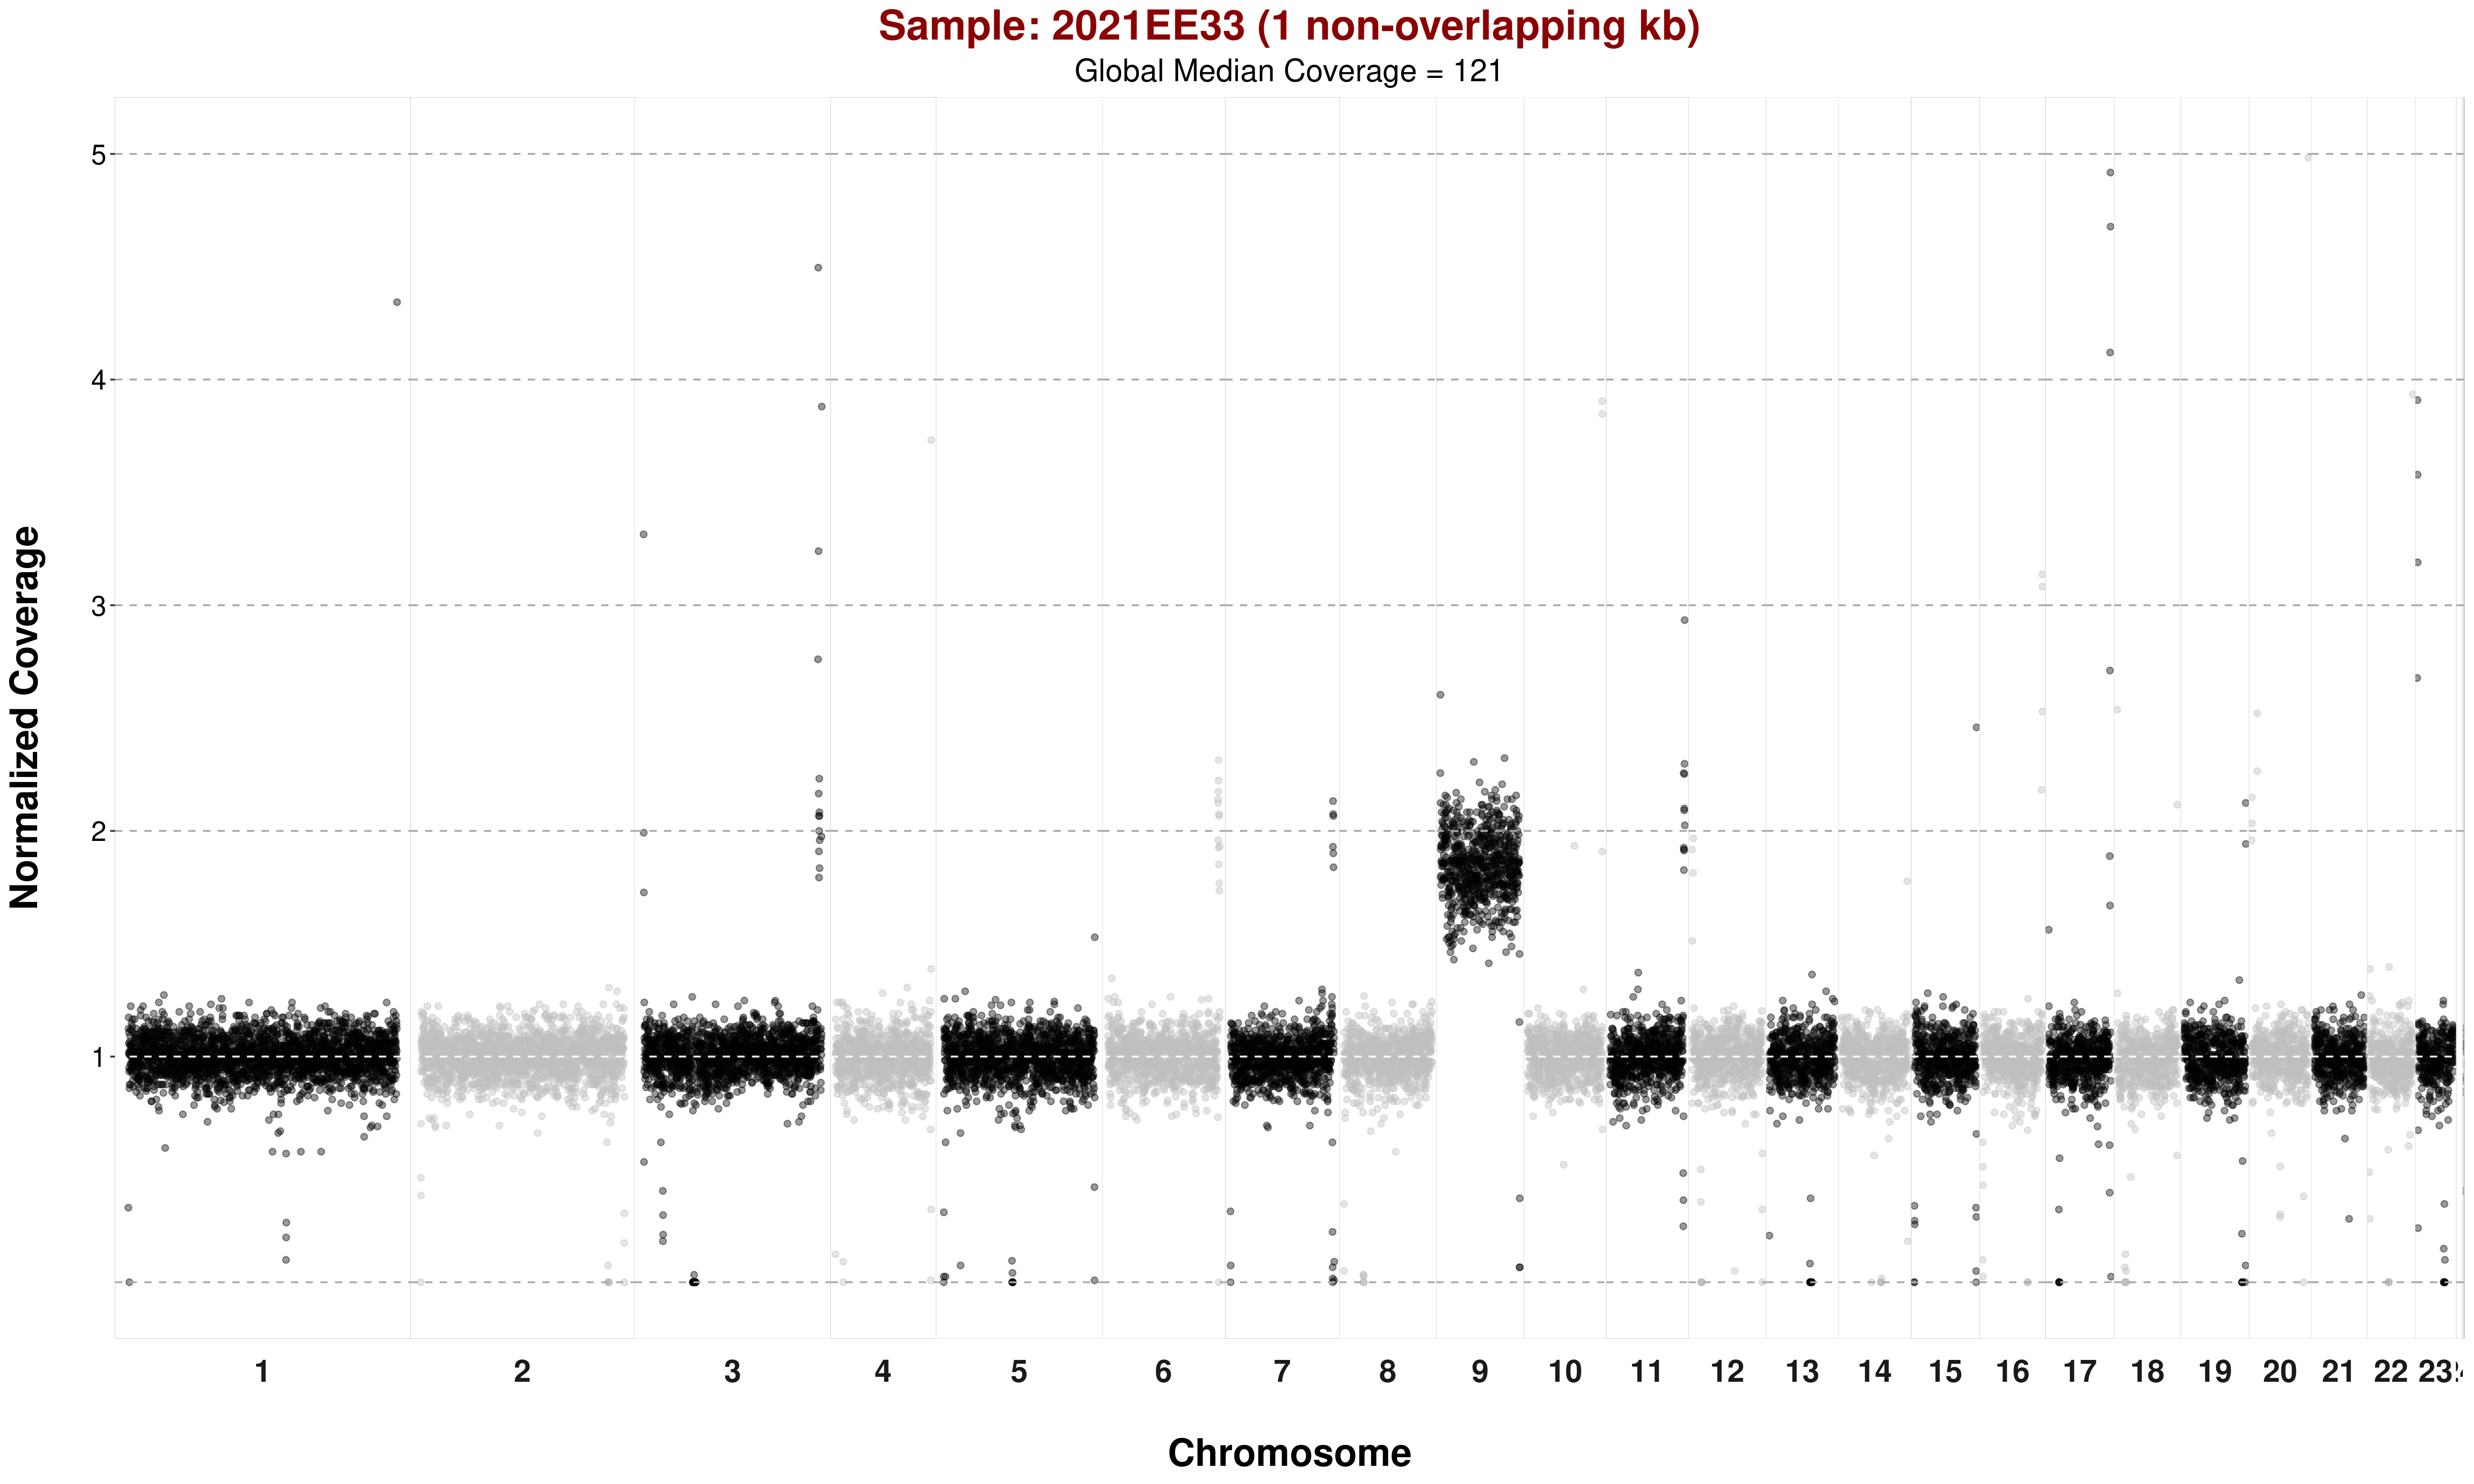 Sample: 2021EE33 (1 non-overlapping kb)
Global Median Coverage = 121
Normalized Coverage
5
4
3
2
1
1 2 3 4 5 6 7 8 9 10 11 12 13 14 15 16 17 18 19 20 21 22 23
Chromosome